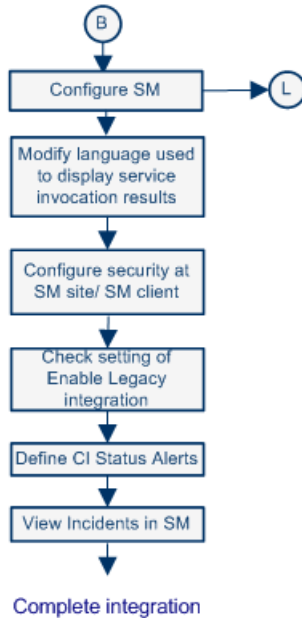 B
Configure SM
L
Modify language used
to display service
invocation results
Configure security at
SM site/ SM client
Check setting of
Enable Legacy
integration
Define CI Status Alerts
View Incidents in SM
Complete integration